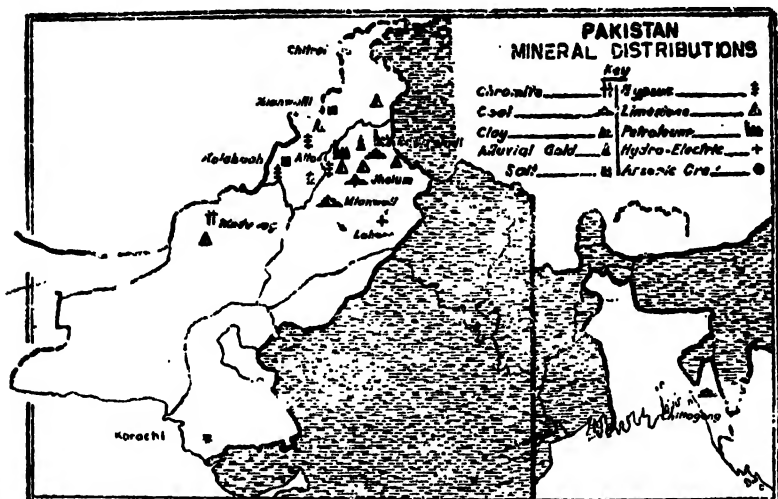 PAKISTAN
MINERAL DISTRIBUTIONS
Key
Chromite
Gypsum
Coal
Limestone
Clay
Petroleum
Alluvial Gold
Hydro-Electric
Salt
Arsenic Ore
Chitral
Kalabagh
Attock
Jhelum
Mianwali
Lahore
Karachi
Chittagong